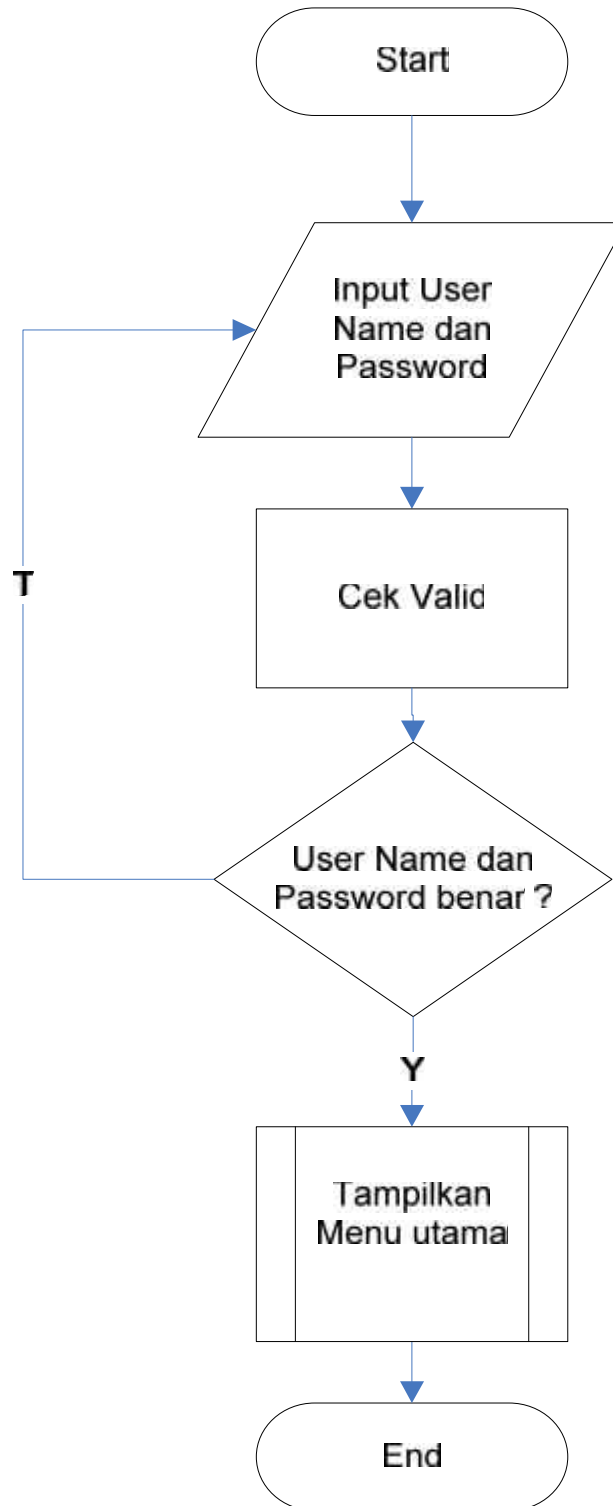 Start
Input User
Name dan
Password
Cek Valid
T
User Name dan
Password benar ?
Y
Tampilkan
Menu utama
End